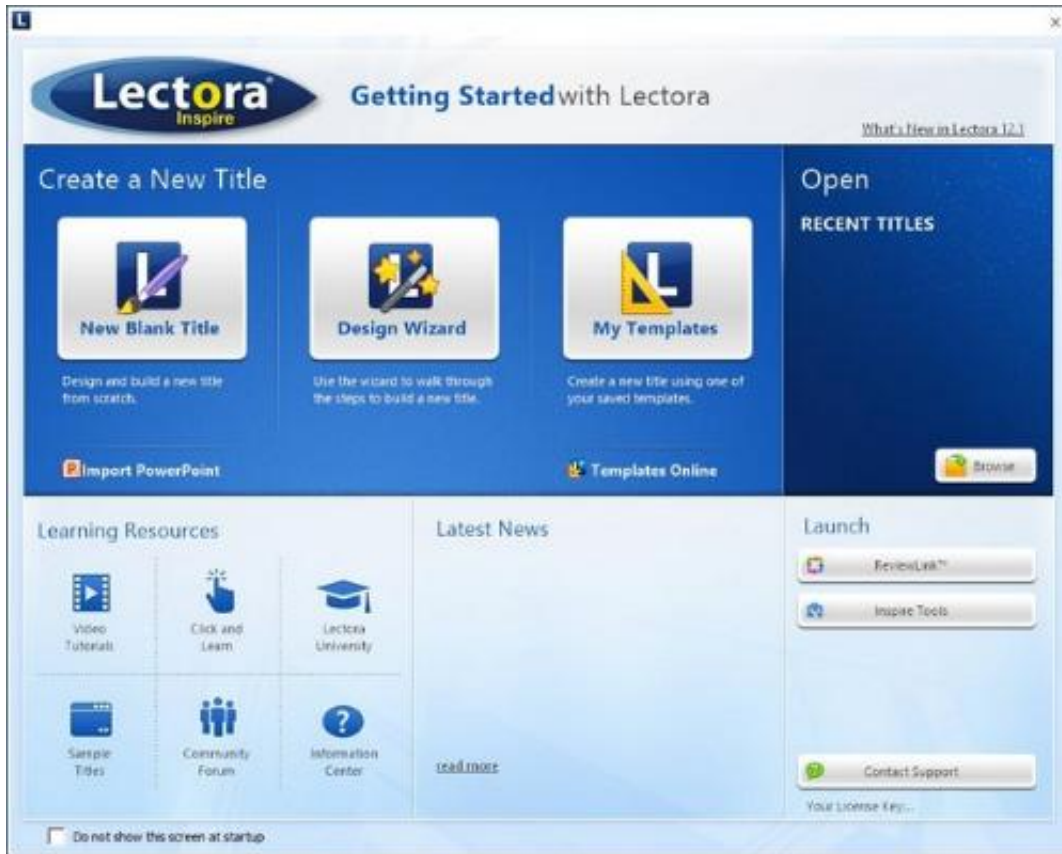 L
Lectora®
Inspire
Getting Started with Lectora
What's New in Lectora 12.1
Create a New Title
Open
RECENT TITLES
New Blank Title
Design Wizard
My Templates
Design and build a new title
from scratch.
Use the wizard to walk through
the steps to build a new title.
Create a new title using one of
your saved templates.
Import PowerPoint
Templates Online
Browse
Learning Resources
Latest News
Launch
ReviewLink™
Inspire Tools
Video
Tutorials
Click and
Learn
Lectora
University
Sample
Titles
Community
Forum
Information
Center
read more
Contact Support
Your License Key:...
Do not show this screen at startup